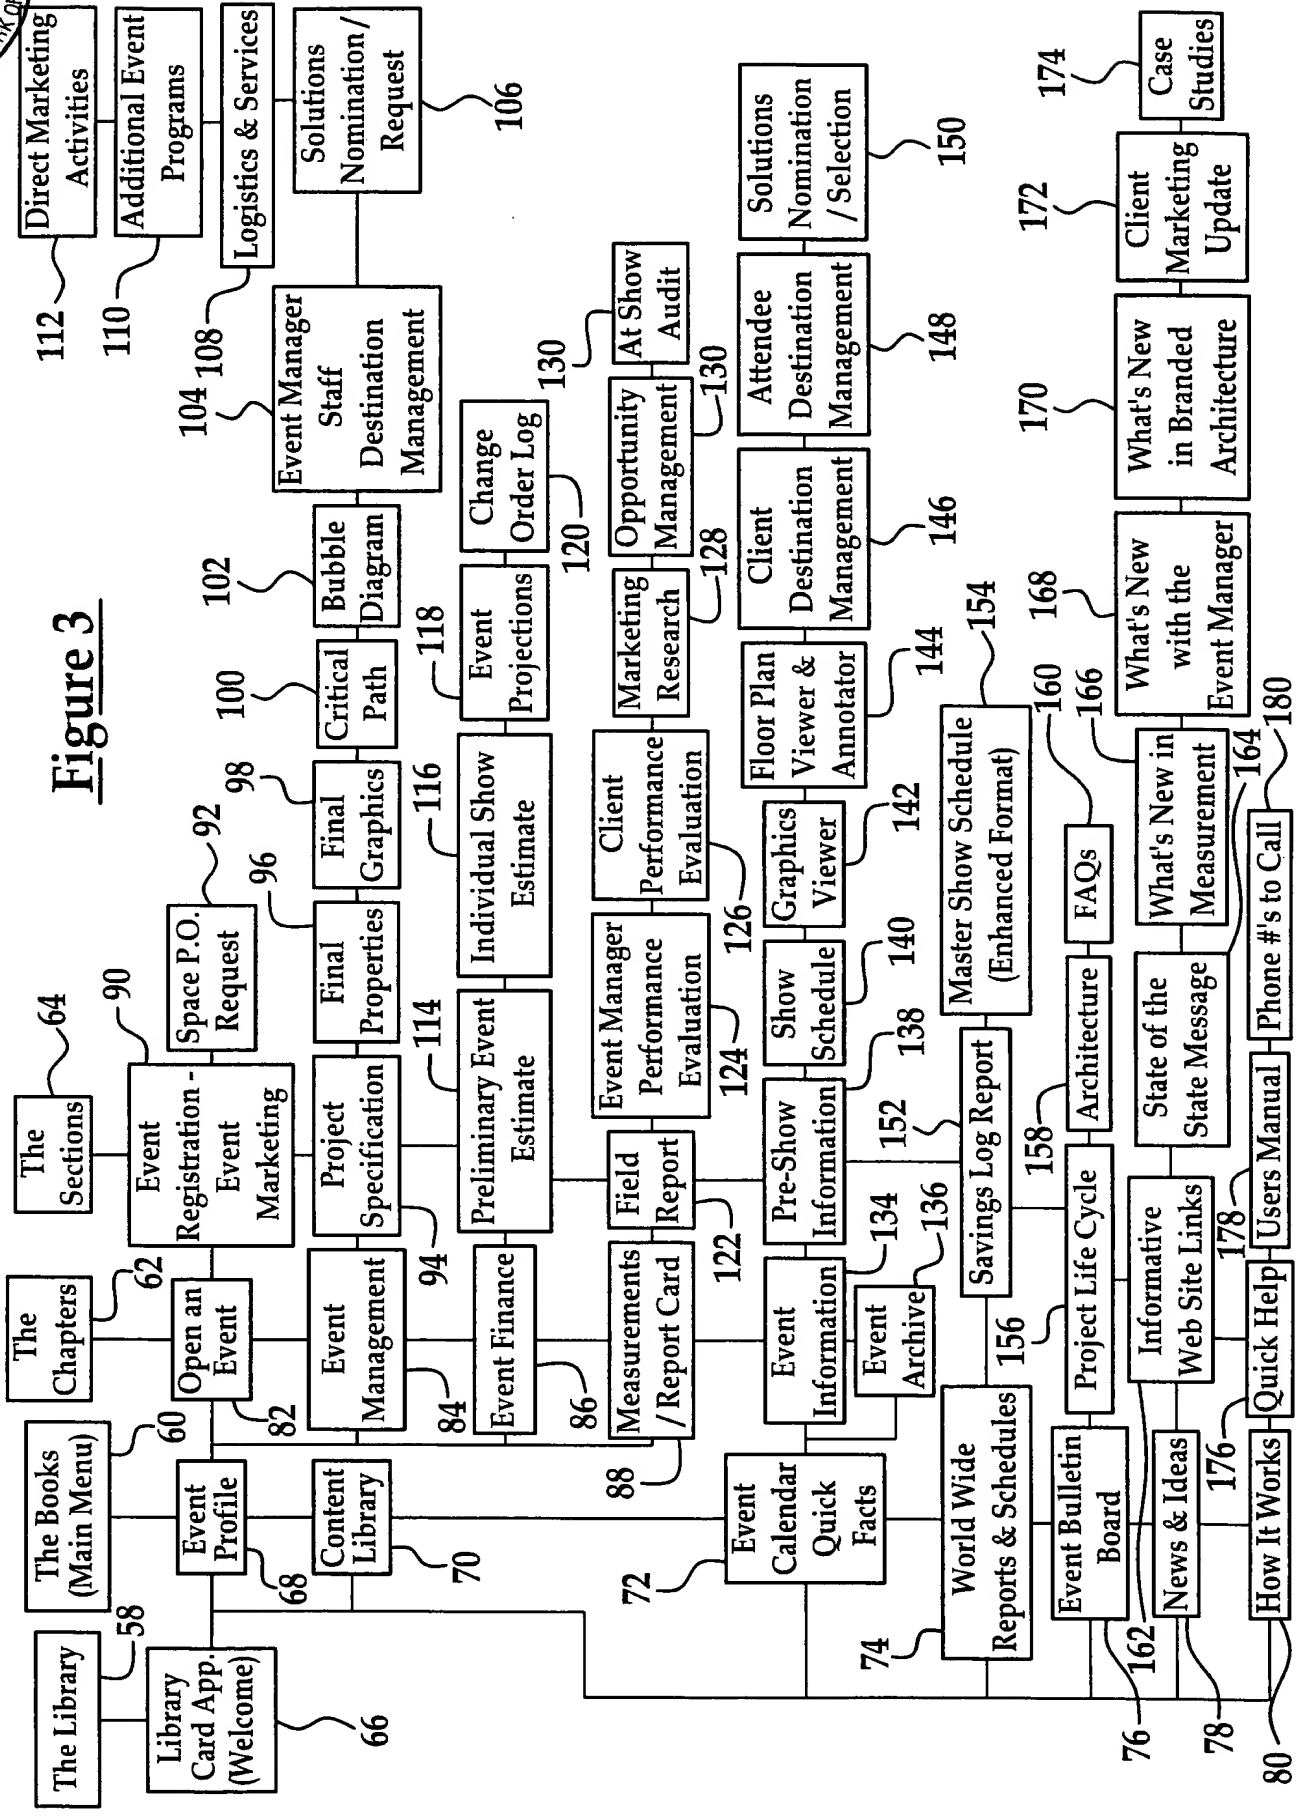 Figure 3
The Library
58
The Books
(Main Menu)
60
The
Chapters
62
The
Sections
64
Library
Card App.
(Welcome)
66
Event
Profile
68
Open an
Event
82
Event
Registration -
Event
Marketing
90
Space P.O.
Request
92
Content
Library
70
Event
Management
84
Project
Specification
94
Final
Properties
96
Final
Graphics
98
Critical
Path
100
Bubble
Diagram
102
Event Manager
Staff
Destination
Management
104
Solutions
Nomination /
Request
106
Logistics & Services
108
Additional Event
Programs
110
Direct Marketing
Activities
112
Event Finance
86
Preliminary Event
Estimate
114
Individual Show
Estimate
116
Event
Projections
118
Change
Order Log
120
Measurements
/ Report Card
88
Field
Report
122
Event Manager
Performance
Evaluation
124
Client
Performance
Evaluation
126
Marketing
Research
128
Opportunity
Management
130
At Show
Audit
130
Event
Calendar
Quick
Facts
72
Event
Information
134
Event
Archive
136
Pre-Show
Information
138
Show
Schedule
140
Graphics
Viewer
142
Floor Plan
Viewer &
Annotator
144
Client
Destination
Management
146
Attendee
Destination
Management
148
Solutions
Nomination
/ Selection
150
World Wide
Reports & Schedules
74
Savings Log Report
152
Master Show Schedule
(Enhanced Format)
154
Event Bulletin
Board
76
Project Life Cycle
156
Architecture
158
FAQs
160
News & Ideas
78
Informative
Web Site Links
162
State of the
State Message
164
What's New in
Measurement
166
What's New
with the
Event Manager
168
What's New
in Branded
Architecture
170
Client
Marketing
Update
172
Case
Studies
174
How It Works
80
Quick Help
176
Users Manual
178
Phone #'s to Call
180